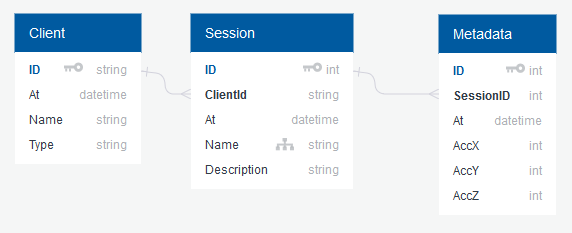 Client
ID string
At datetime
Name string
Type string
Session
ID int
ClientId string
At datetime
Name string
Description string
Metadata
ID int
SessionID int
At datetime
AccX int
AccY int
AccZ int